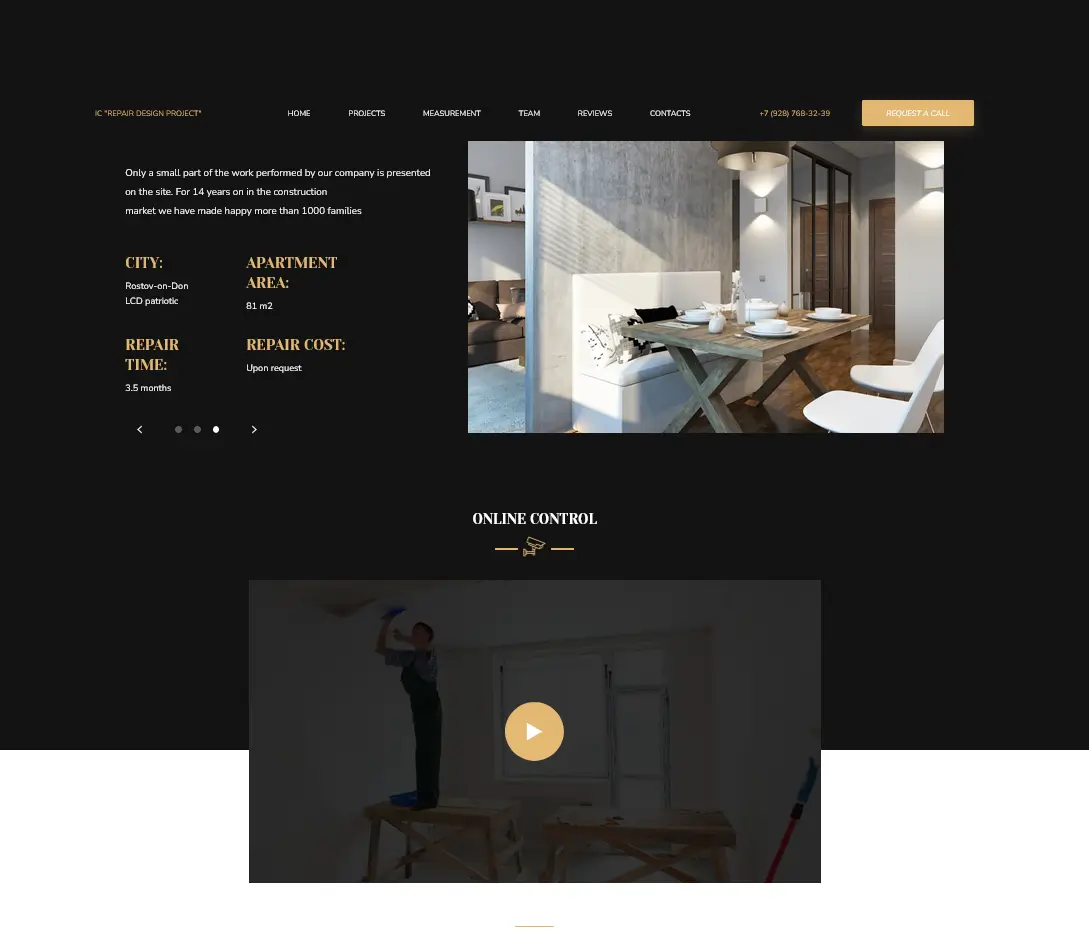 IC "REPAIR DESIGN PROJECT"
HOME
PROJECTS
MEASUREMENT
TEAM
REVIEWS
CONTACTS
+7 (928) 768-32-39
REQUEST A CALL
Only a small part of the work performed by our company is presented
on the site. For 14 years on in the construction
market we have made happy more than 1000 families
CITY:
Rostov-on-Don
LCD patriotic
APARTMENT
AREA:
81 m2
REPAIR
TIME:
3.5 months
REPAIR COST:
Upon request
ONLINE CONTROL